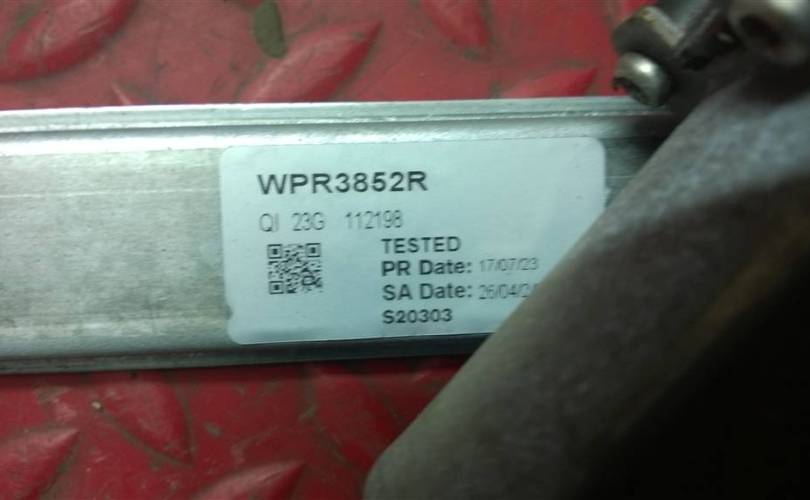 WPR3852R
QI 23G 112198
TESTED
PR Date: 17/07/23
SA Date: 26/04/2
S20303